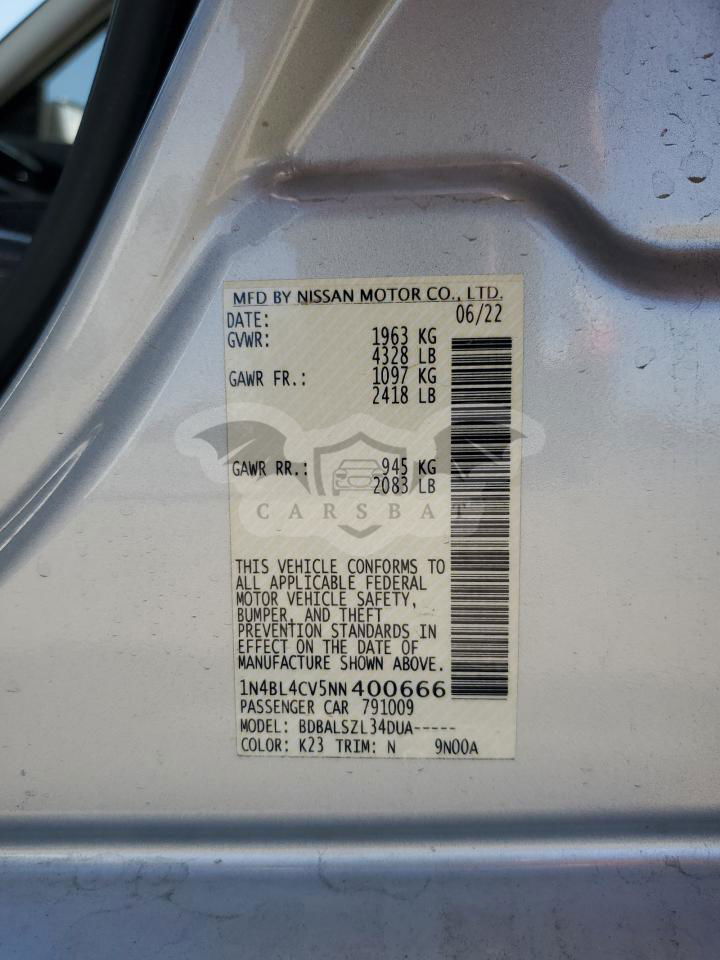 MFD BY NISSAN MOTOR CO., LTD.
DATE: 06/22
GVWR: 1963 KG
4328 LB
GAWR FR.: 1097 KG
2418 LB
GAWR RR.: 945 KG
2083 LB
CARSBAT
THIS VEHICLE CONFORMS TO
ALL APPLICABLE FEDERAL
MOTOR VEHICLE SAFETY,
BUMPER, AND THEFT
PREVENTION STANDARDS IN
EFFECT ON THE DATE OF
MANUFACTURE SHOWN ABOVE.
1N4BL4CV5NN400666
PASSENGER CAR 791009
MODEL: BDBALSZL34DUA-----
COLOR: K23 TRIM: N 9N00A